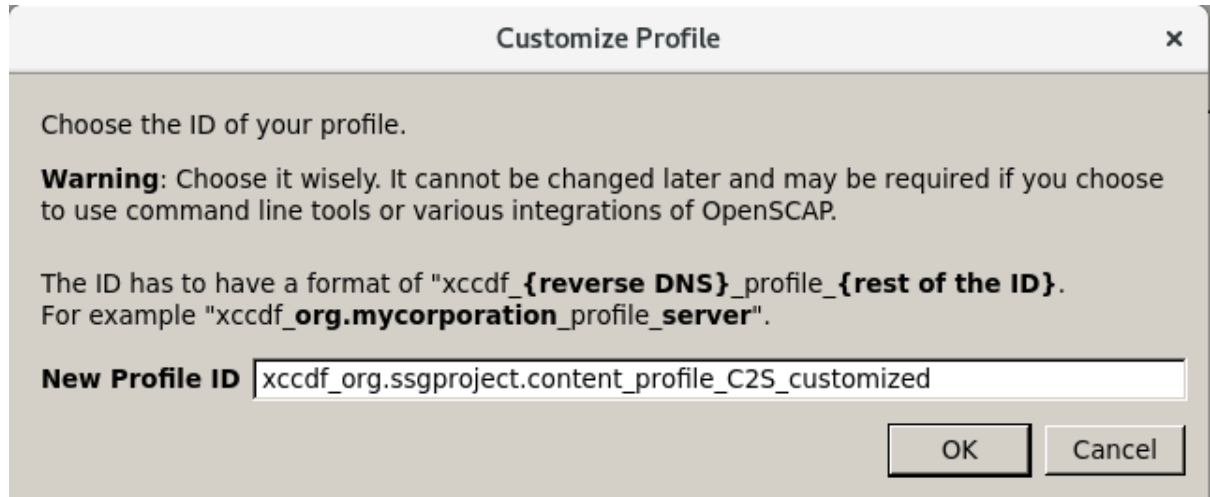 Customize Profile
Choose the ID of your profile.
Warning: Choose it wisely. It cannot be changed later and may be required if you choose
to use command line tools or various integrations of OpenSCAP.
The ID has to have a format of "xccdf_{reverse DNS}_profile_{rest of the ID}.
For example "xccdf_org.mycorporation_profile_server".
New Profile ID xccdf_org.ssgproject.content_profile_C2S_customized
OK Cancel